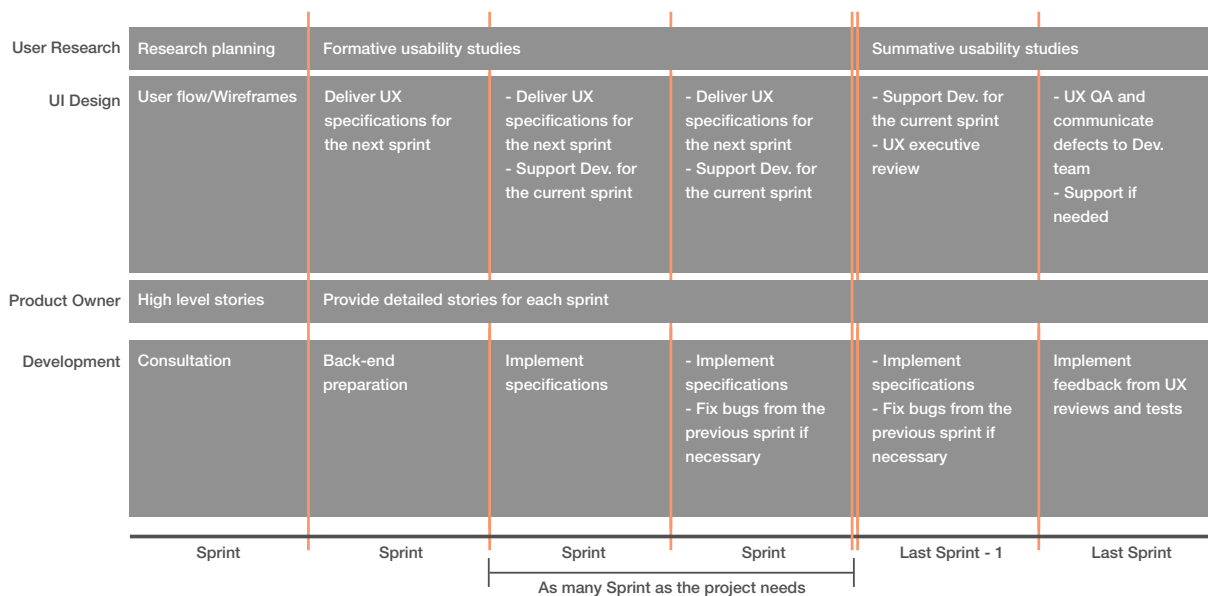 User Research
Research planning
Formative usability studies
Summative usability studies
UI Design
User flow/Wireframes
Deliver UX
specifications for
the next sprint
- Deliver UX
specifications for
the next sprint
- Support Dev. for
the current sprint
- Deliver UX
specifications for
the next sprint
- Support Dev. for
the current sprint
- Support Dev. for
the current sprint
- UX executive
review
- UX QA and
communicate
defects to Dev.
team
- Support if
needed
Product Owner
High level stories
Provide detailed stories for each sprint
Development
Consultation
Back-end
preparation
Implement
specifications
- Implement
specifications
- Fix bugs from the
previous sprint if
necessary
- Implement
specifications
- Fix bugs from the
previous sprint if
necessary
Implement
feedback from UX
reviews and tests
Sprint
Sprint
Sprint
Sprint
Last Sprint - 1
Last Sprint
As many Sprint as the project needs